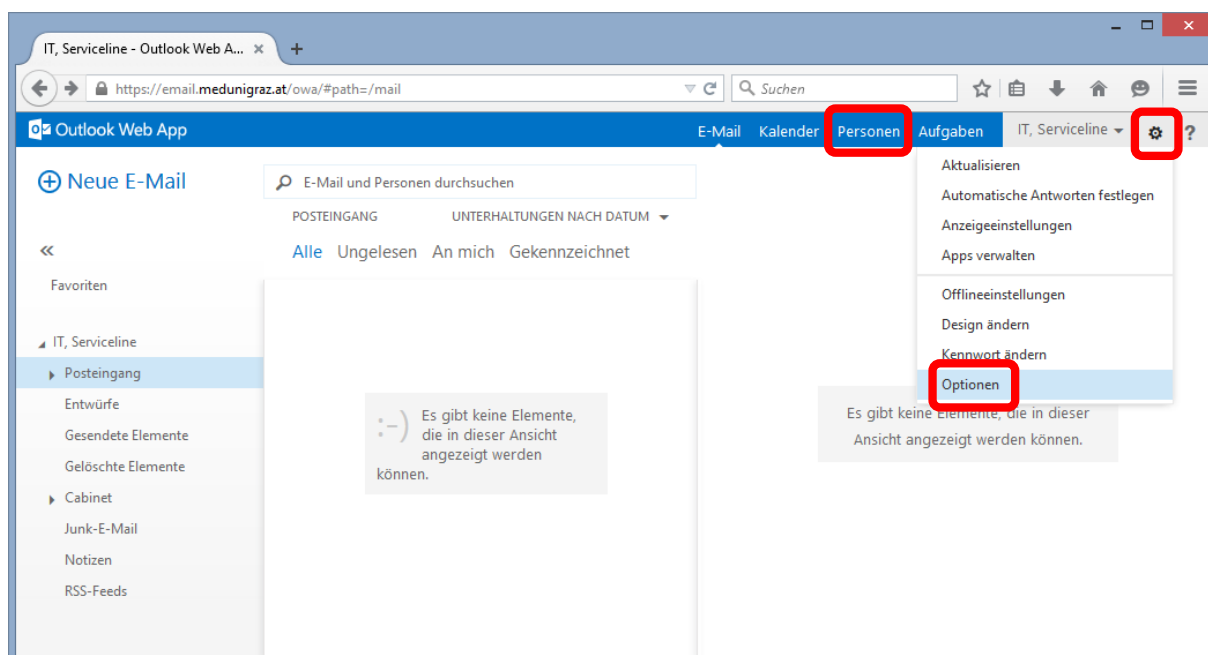 IT, Serviceline - Outlook Web A...
https://email.medunigraz.at/owa/#path=/mail
Suchen
Outlook Web App
E-Mail Kalender Personen Aufgaben IT, Serviceline ?
Neue E-Mail
E-Mail und Personen durchsuchen
POSTEINGANG UNTERHALTUNGEN NACH DATUM
Alle Ungelesen An mich Gekennzeichnet
Favoriten
IT, Serviceline
Posteingang
Entwürfe
Gesendete Elemente
Gelöschte Elemente
Cabinet
Junk-E-Mail
Notizen
RSS-Feeds
:-)
Es gibt keine Elemente,
die in dieser Ansicht
angezeigt werden
können.
Aktualisieren
Automatische Antworten festlegen
Anzeigeeinstellungen
Apps verwalten
Offlineeinstellungen
Design ändern
Kennwort ändern
Optionen
Es gibt keine Elemente, die in dieser
Ansicht angezeigt werden können.